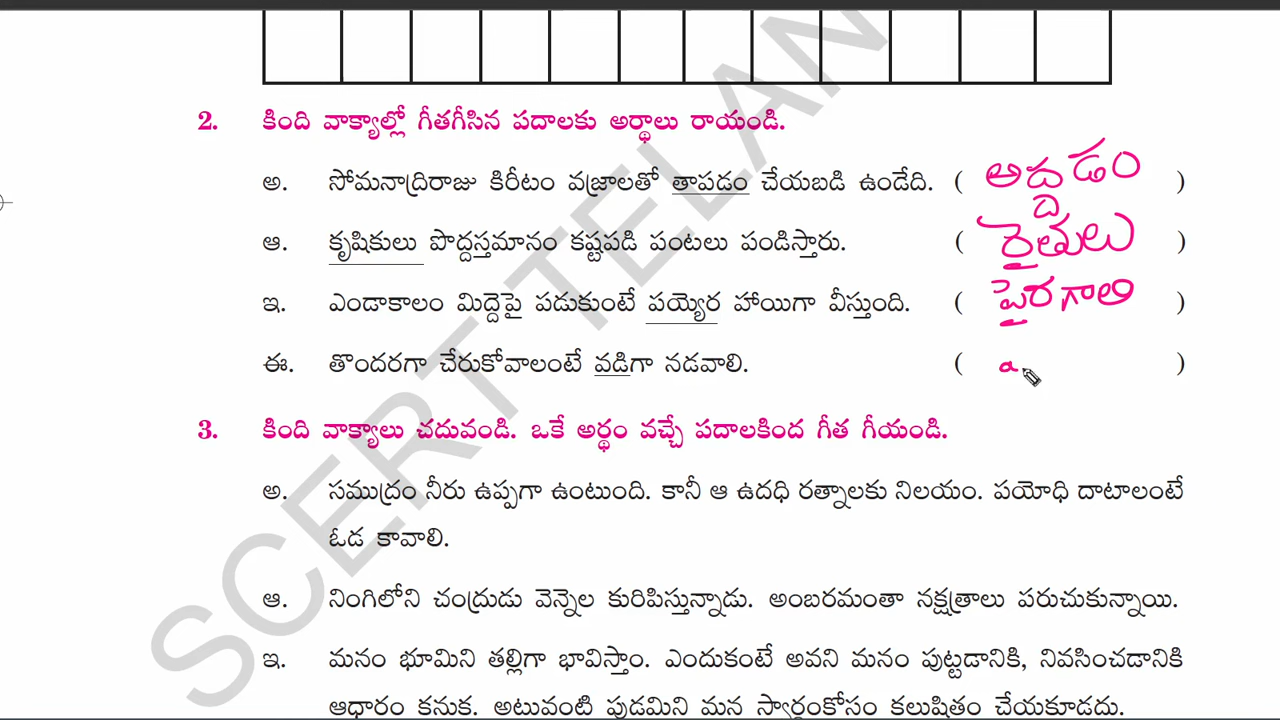 2. కింది వాక్యాల్లో గీతగీసిన పదాలకు అర్థాలు రాయండి.
అ. సోమనాద్రిరాజు కిరీటం వజ్రాలతో తాపడం చేయబడి ఉండేది. ( అద్దడం )
ఆ. కృషికులు పొద్దస్తమానం కష్టపడి పంటలు పండిస్తారు. ( రైతులు )
ఇ. ఎండాకాలం మిద్దెపై పడుకుంటే పయ్యెర హాయిగా వీస్తుంది. ( పైరగాలి )
ఈ. తొందరగా చేరుకోవాలంటే వడిగా నడవాలి. ( )
3. కింది వాక్యాలు చదువండి. ఒకే అర్థం వచ్చే పదాలకింద గీత గీయండి.
అ. సముద్రం నీరు ఉప్పగా ఉంటుంది. కానీ ఆ ఉదధి రత్నాలకు నిలయం. పయోధి దాటాలంటే
ఓడ కావాలి.
ఆ. నింగిలోని చంద్రుడు వెన్నెల కురిపిస్తున్నాడు. అంబరమంతా నక్షత్రాలు పరుచుకున్నాయి.
ఇ. మనం భూమిని తల్లిగా భావిస్తాం. ఎందుకంటే అవని మనం పుట్టడానికి, నివసించడానికి
ఆధారం కనుక. అటువంటి పుడమిని మన స్వార్థంకోసం కలుషితం చేయకూడదు.
SCERT TELAN